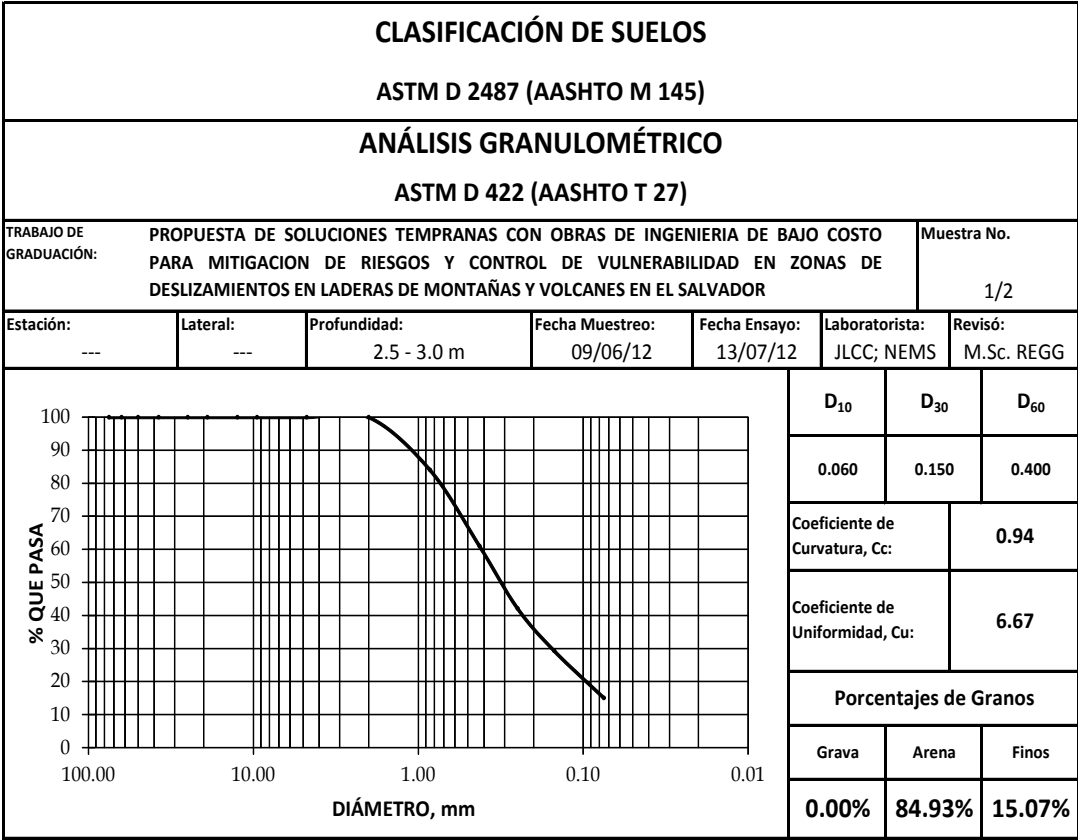 CLASIFICACIÓN DE SUELOS
ASTM D 2487 (AASHTO M 145)
ANÁLISIS GRANULOMÉTRICO
ASTM D 422 (AASHTO T 27)
TRABAJO DE
GRADUACIÓN:
PROPUESTA DE SOLUCIONES TEMPRANAS CON OBRAS DE INGENIERIA DE BAJO COSTO
PARA MITIGACION DE RIESGOS Y CONTROL DE VULNERABILIDAD EN ZONAS DE
DESLIZAMIENTOS EN LADERAS DE MONTAÑAS Y VOLCANES EN EL SALVADOR
Muestra No.
1/2
Estación:
---
Lateral:
---
Profundidad:
2.5 - 3.0 m
Fecha Muestreo:
09/06/12
Fecha Ensayo:
13/07/12
Laboratorista:
JLCC; NEMS
Revisó:
M.Sc. REGG
% QUE PASA
100
90
80
70
60
50
40
30
20
10
0
100.00 10.00 1.00 0.10 0.01
DIÁMETRO, mm
D10 D30 D60
0.060 0.150 0.400
Coeficiente de
Curvatura, Cc:
0.94
Coeficiente de
Uniformidad, Cu:
6.67
Porcentajes de Granos
Grava Arena Finos
0.00% 84.93% 15.07%